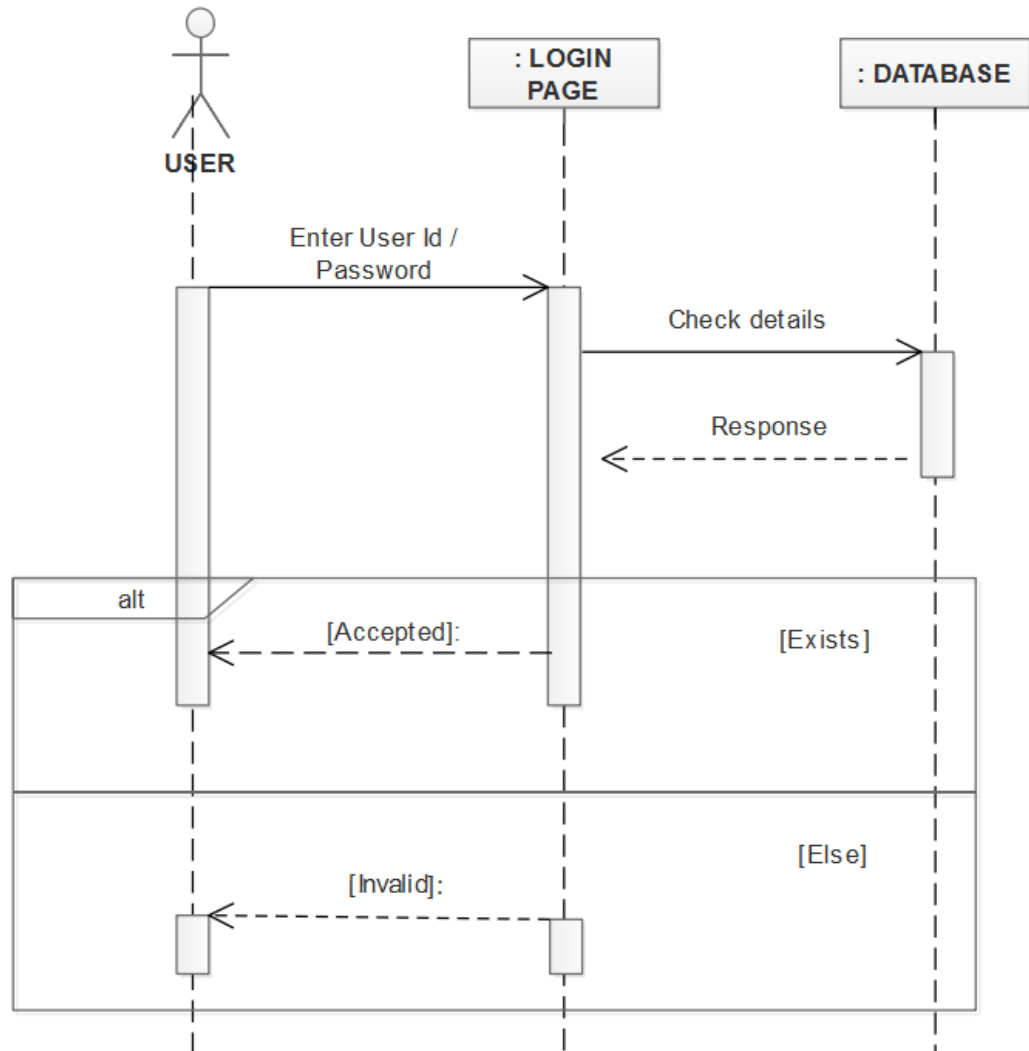 : LOGIN
PAGE
: DATABASE
USER
Enter User Id /
Password
Check details
Response
alt
[Accepted]:
[Exists]
[Else]
[Invalid]: